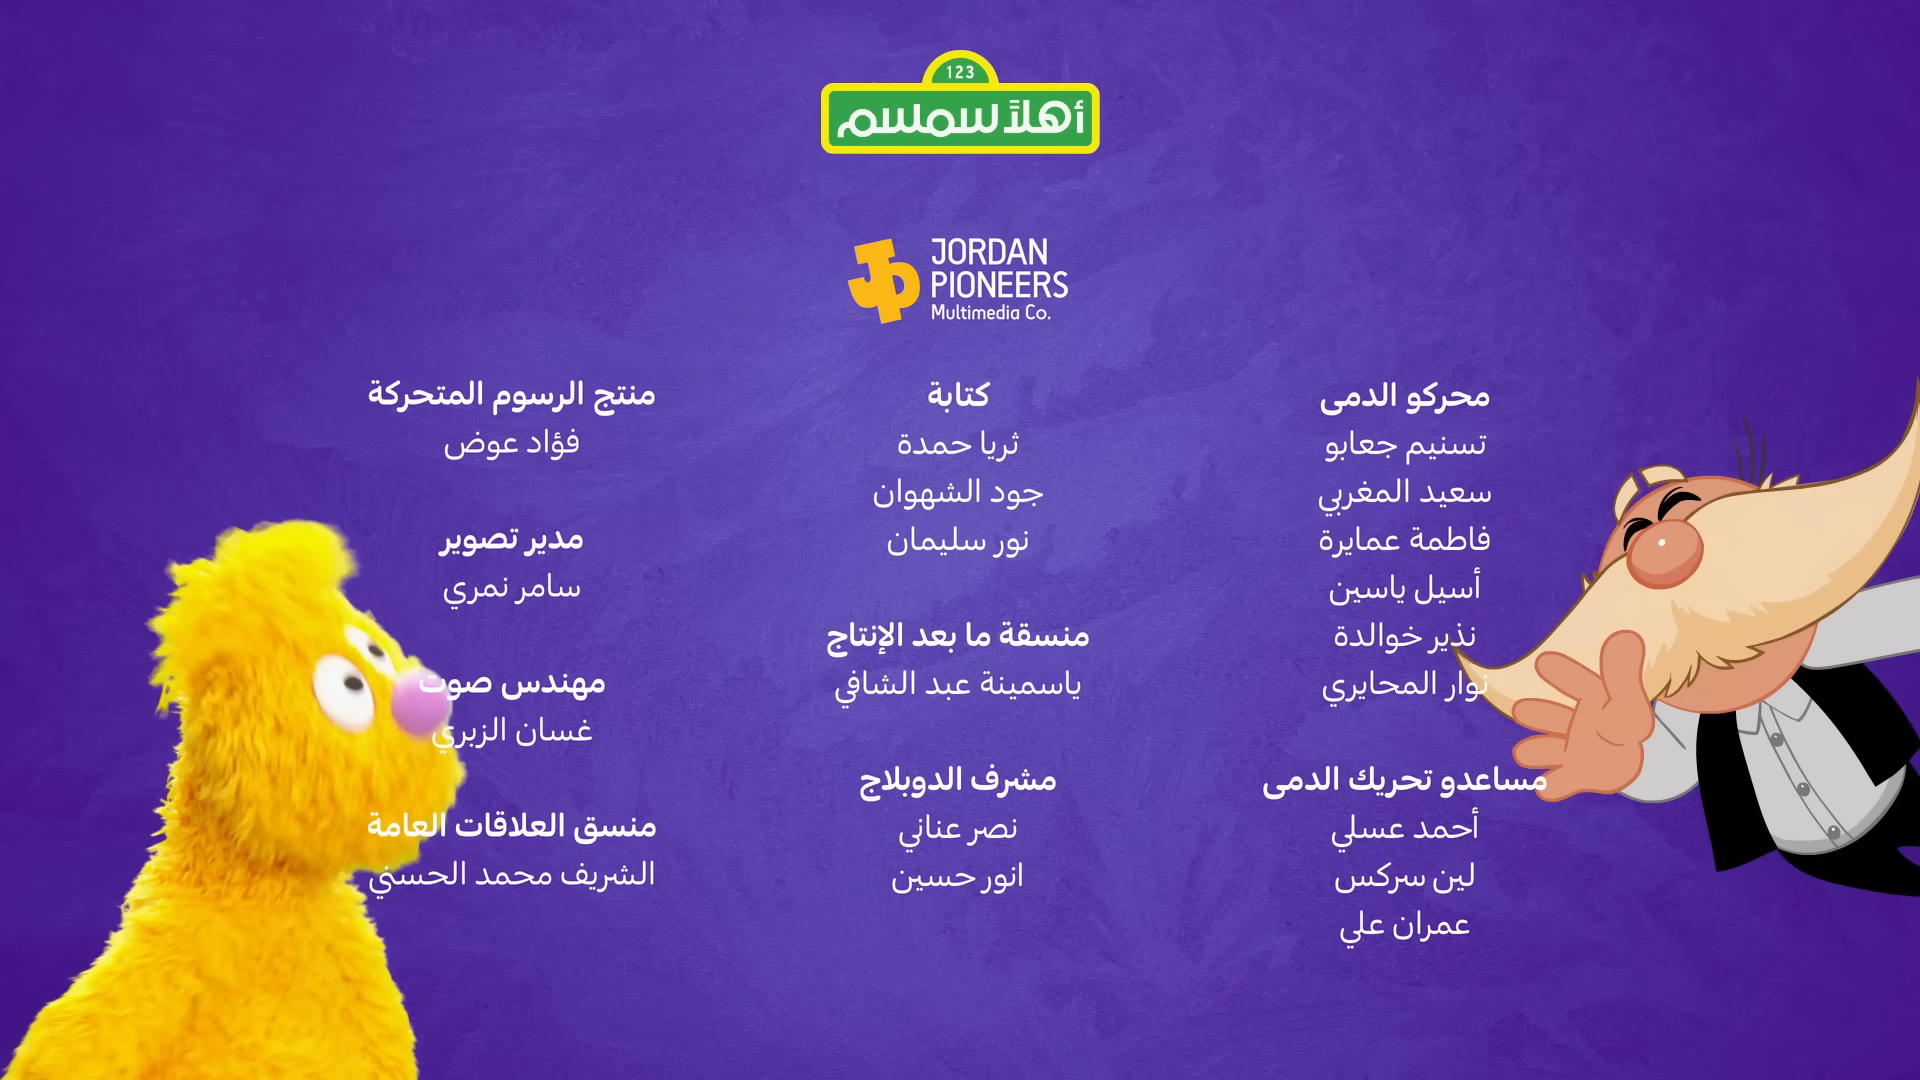 123
أهلاً سمسم
JORDAN
PIONEERS
Multimedia Co.
محركو الدمى
تسنيم جعابو
سعيد المغربي
فاطمة عمايرة
أسيل ياسين
نذير خوالدة
نوار المحايري
مساعدو تحريك الدمى
أحمد عسلي
لين سركس
عمران علي
كتابة
ثريا حمدة
جود الشهوان
نور سليمان
منسقة ما بعد الإنتاج
ياسمينة عبد الشافي
مشرف الدوبلاج
نصر عناني
انور حسين
منتج الرسوم المتحركة
فؤاد عوض
مدير تصوير
سامر نمري
مهندس صوت
غسان الزبري
منسق العلاقات العامة
الشريف محمد الحسني